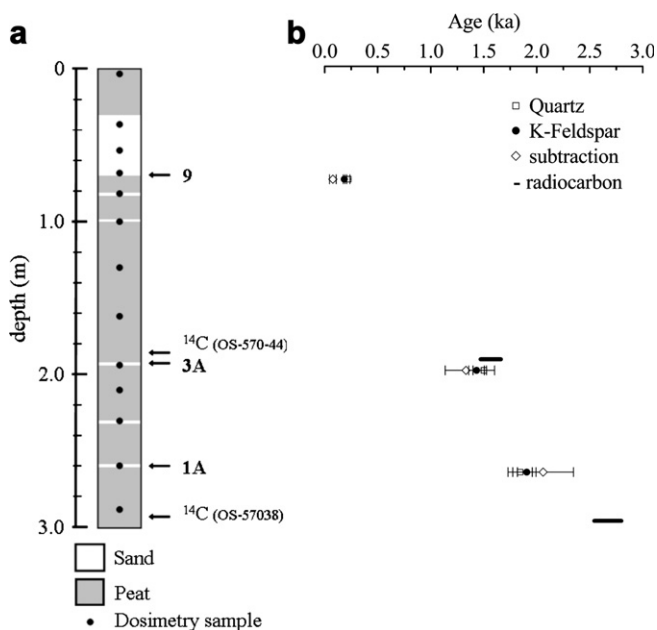 a
b
Age (ka)
0.0 0.5 1.0 1.5 2.0 2.5 3.0
Quartz
K-Feldspar
subtraction
radiocarbon
depth (m)
0
1.0
2.0
3.0
9
14C (OS-570-44)
3A
1A
14C (OS-57038)
Sand
Peat
Dosimetry sample